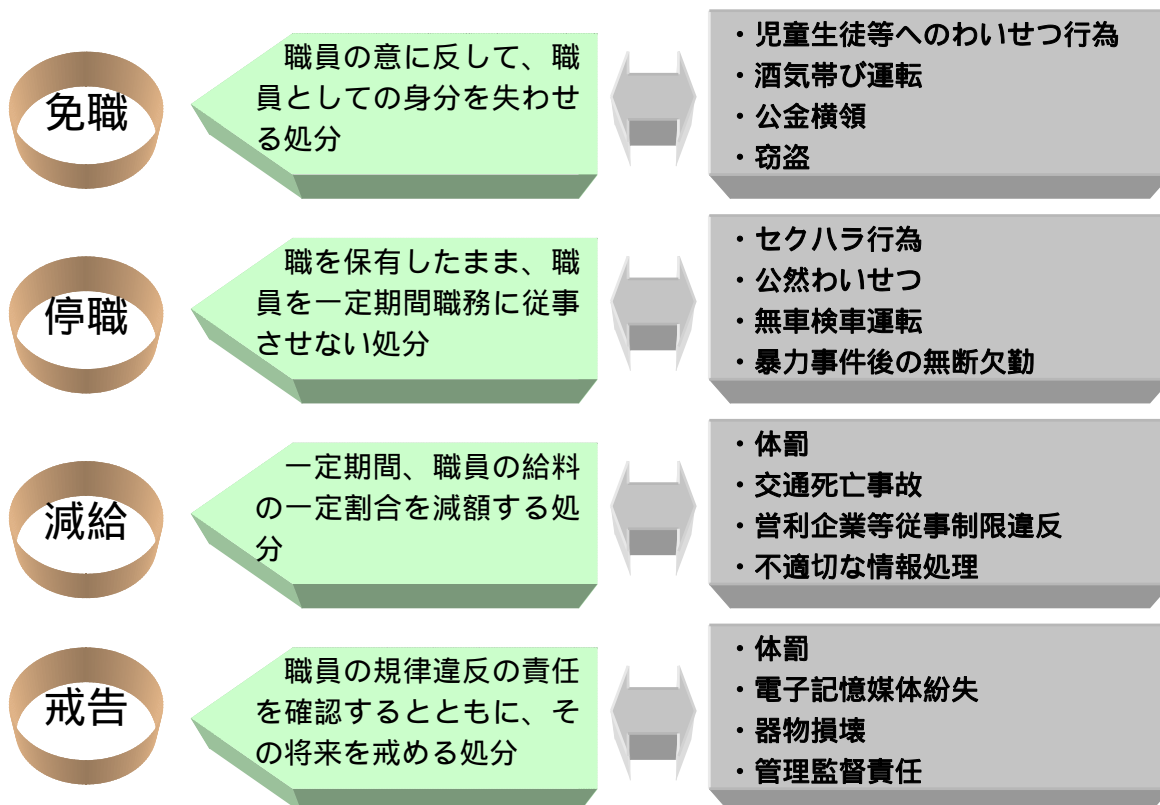 免職
職員の意に反して、職
員としての身分を失わせ
る処分
・児童生徒等へのわいせつ行為
・酒気帯び運転
・公金横領
・窃盗
停職
職を保有したまま、職
員を一定期間職務に従事
させない処分
・セクハラ行為
・公然わいせつ
・無車検車運転
・暴力事件後の無断欠勤
減給
一定期間、職員の給料
の一定割合を減額する処
分
・体罰
・交通死亡事故
・営利企業等従事制限違反
・不適切な情報処理
戒告
職員の規律違反の責任
を確認するとともに、そ
の将来を戒める処分
・体罰
・電子記憶媒体紛失
・器物損壊
・管理監督責任